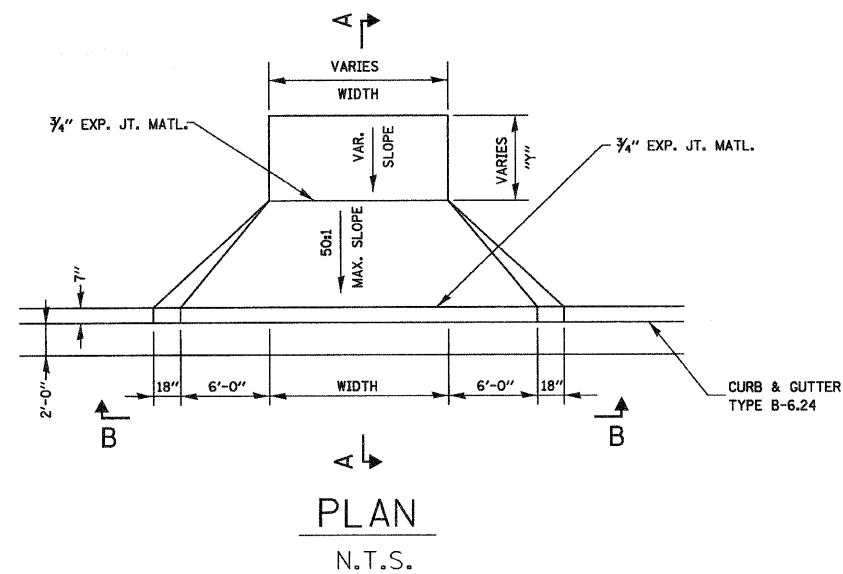 A
VARIES
WIDTH
¾" EXP. JT. MATL.
VAR.
SLOPE
VARIES
"Y"
¾" EXP. JT. MATL.
50:1
MAX. SLOPE
7"
2'-0"
18"
6'-0"
WIDTH
6'-0"
18"
CURB & GUTTER
TYPE B-6.24
B
B
A
PLAN
N.T.S.